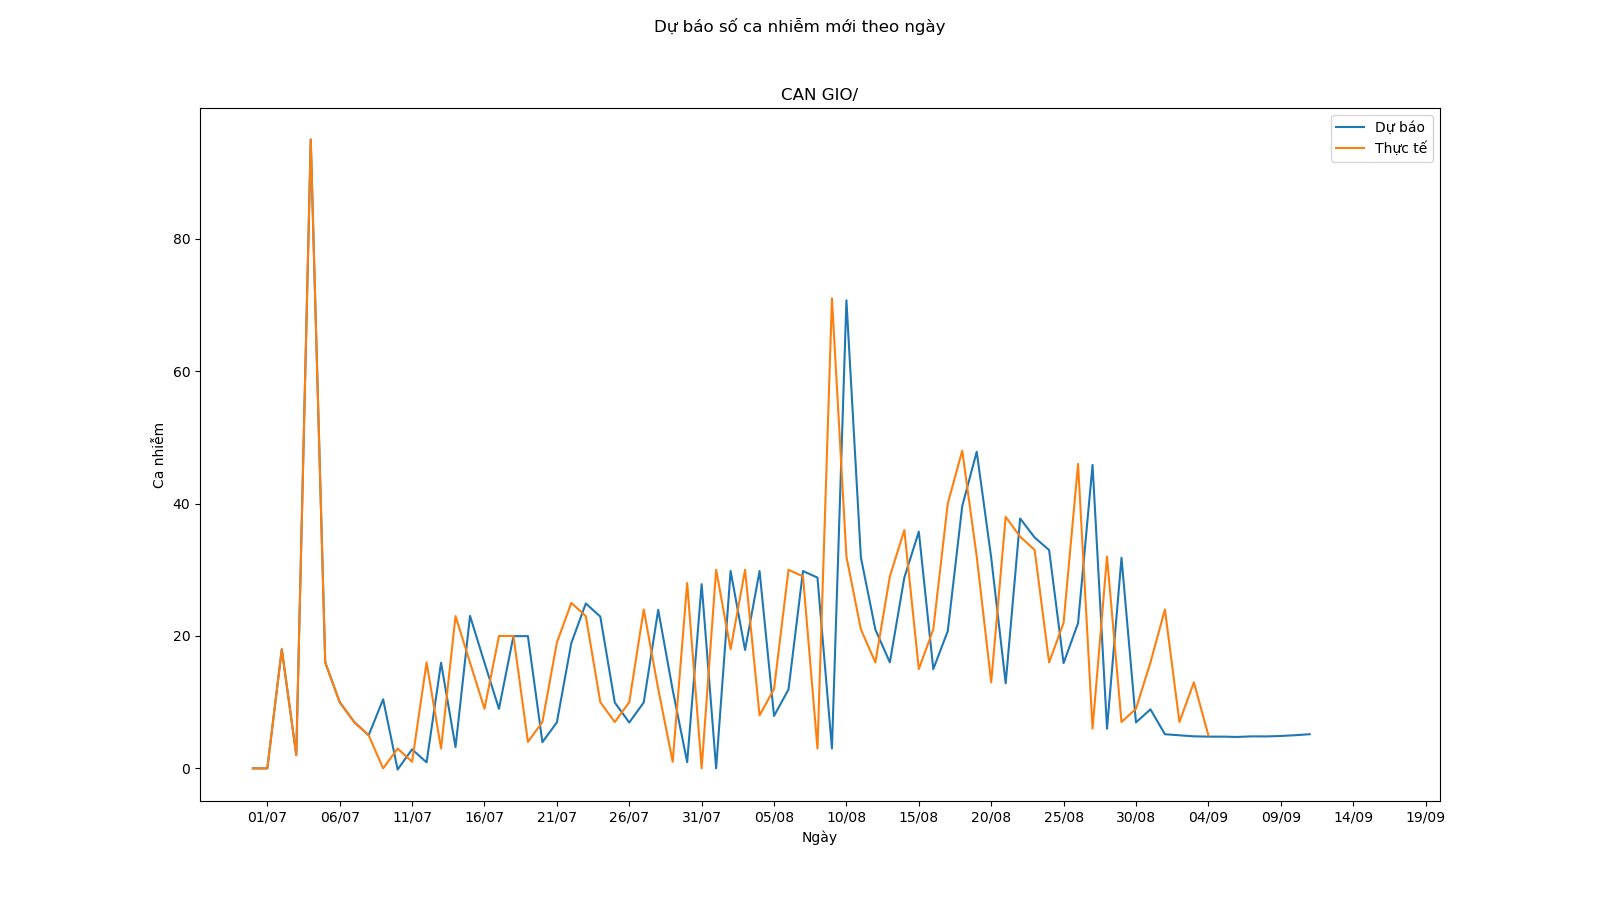 Dự báo số ca nhiễm mới theo ngày
CAN GIO/
Dự báo
Thực tế
80
60
40
20
0
Ca nhiễm
01/07 06/07 11/07 16/07 21/07 26/07 31/07 05/08 10/08 15/08 20/08 25/08 30/08 04/09 09/09 14/09 19/09
Ngày